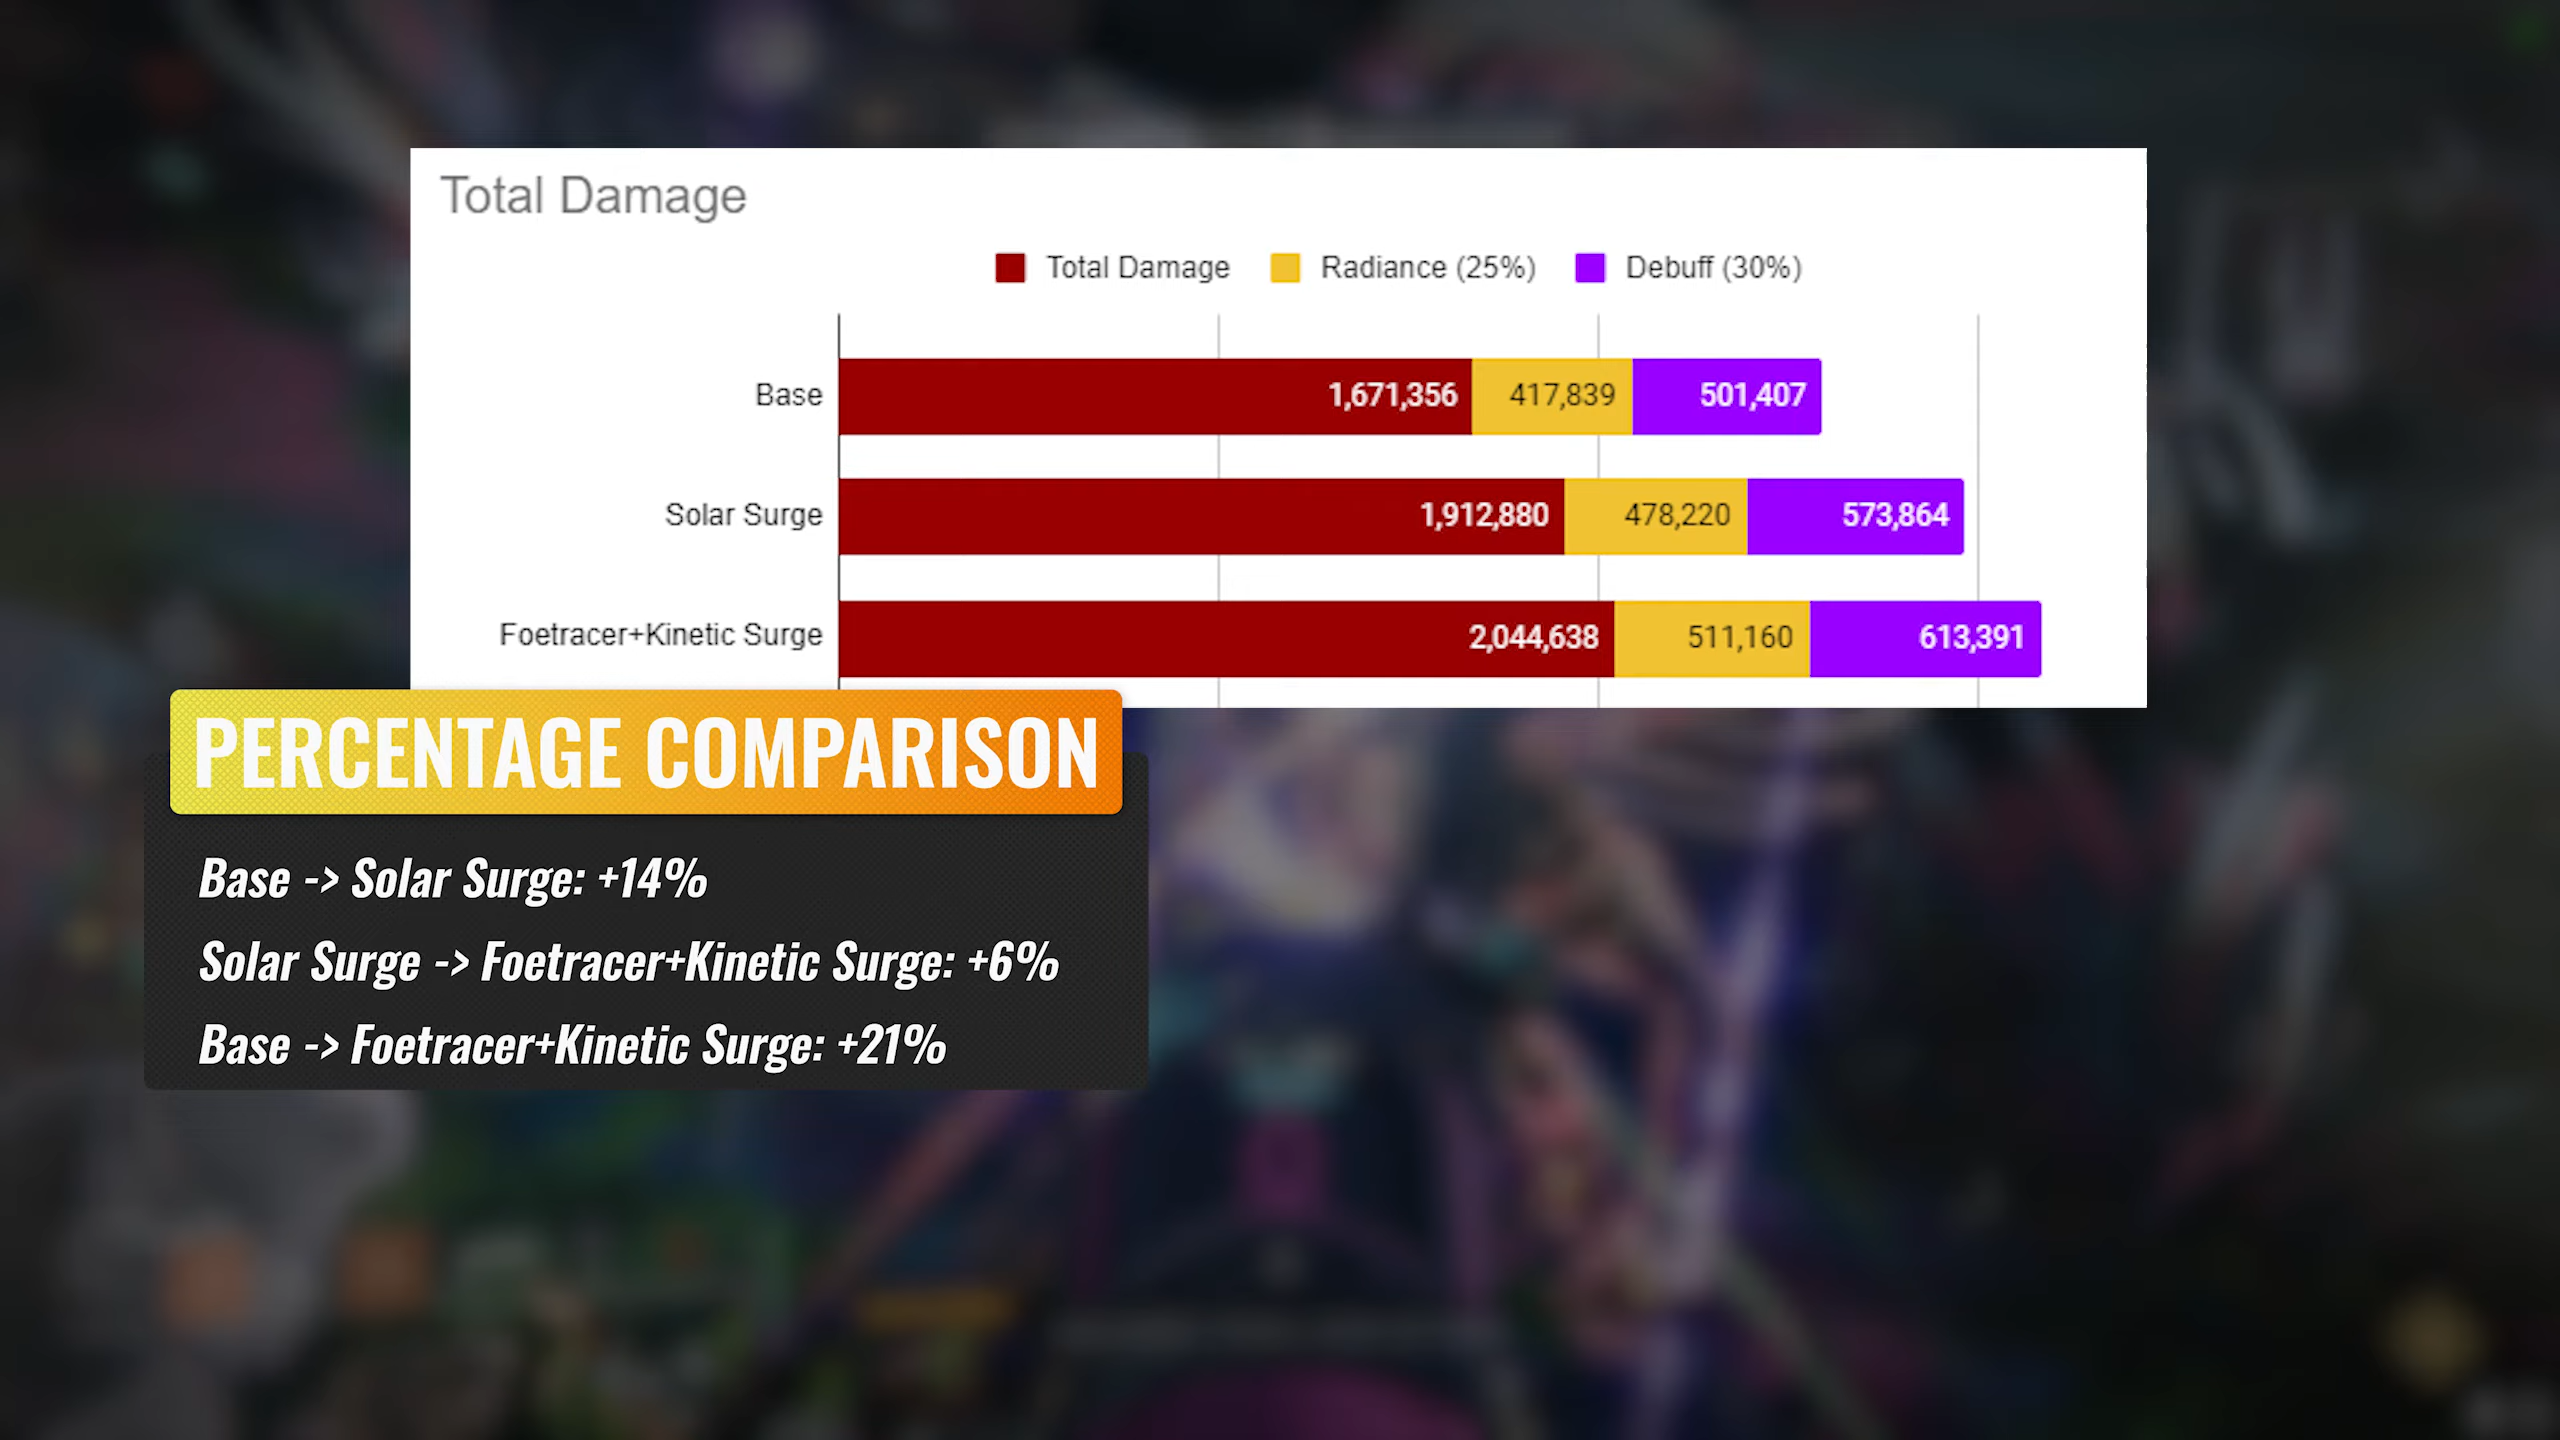 Total Damage
Total Damage Radiance (25%) Debuff (30%)
Base 1,671,356 417,839 501,407
Solar Surge 1,912,880 478,220 573,864
Foetracer+Kinetic Surge 2,044,638 511,160 613,391
PERCENTAGE COMPARISON
Base -> Solar Surge: +14%
Solar Surge -> Foetracer+Kinetic Surge: +6%
Base -> Foetracer+Kinetic Surge: +21%